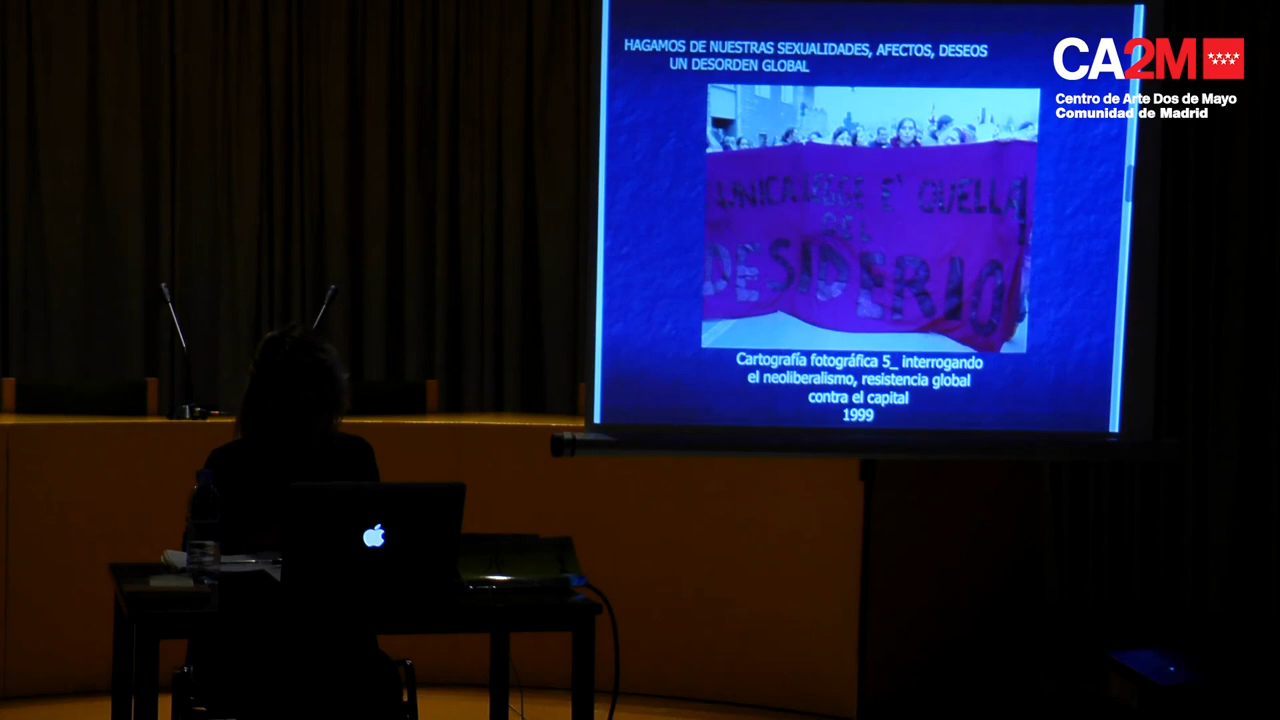 HAGAMOS DE NUESTRAS SEXUALIDADES, AFECTOS, DESEOS
UN DESORDEN GLOBAL
UNICA LEGGE E' QUELLA
DEL
DESIDERIO
Cartografía fotográfica 5_ interrogando
el neoliberalismo, resistencia global
contra el capital
1999
CA2M
Centro de Arte Dos de Mayo
Comunidad de Madrid